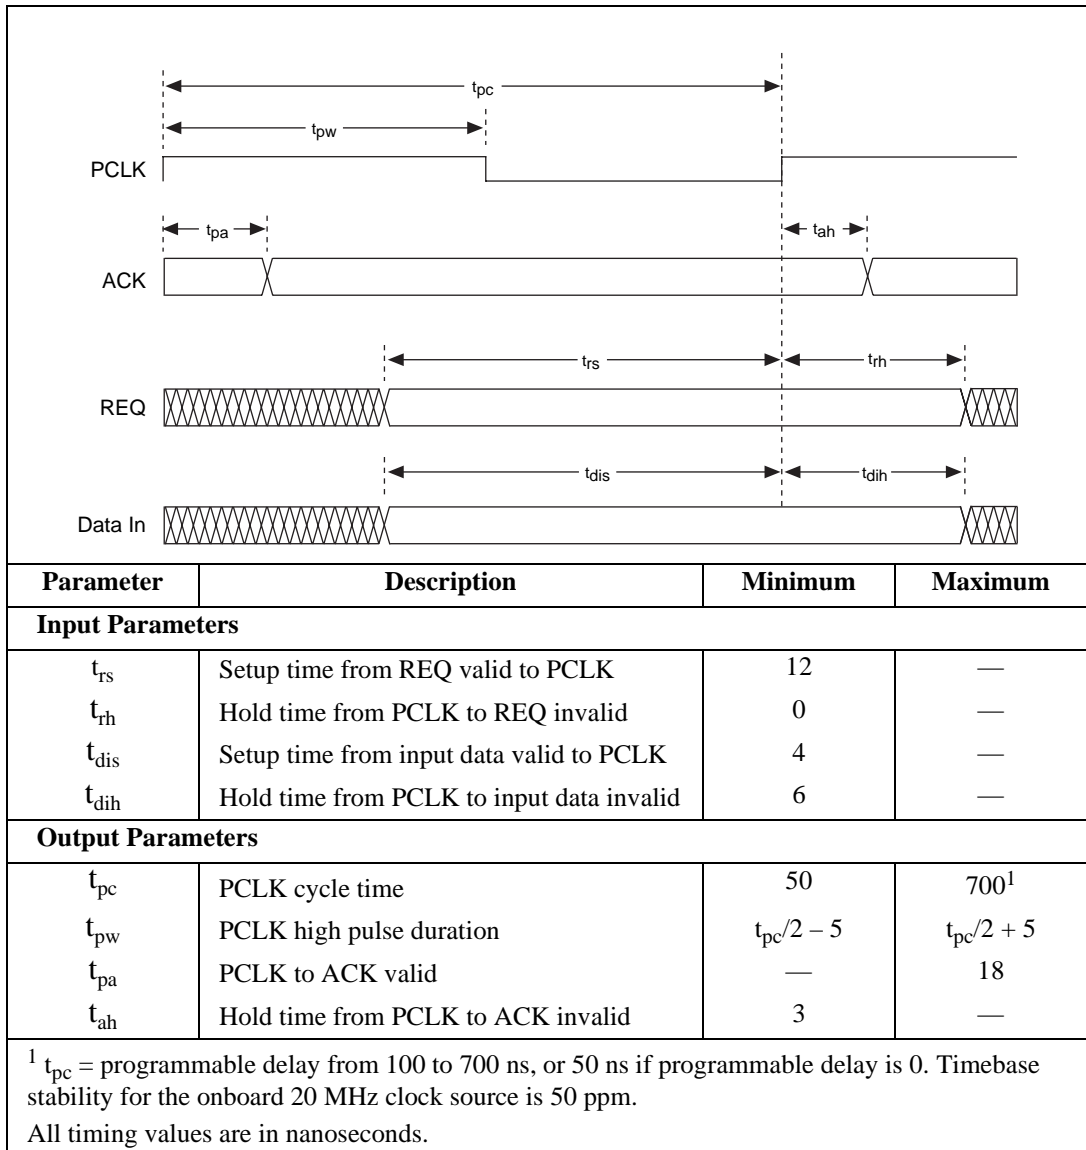 tpc
tpw
PCLK
tpa
tah
ACK
trs
trh
REQ
tdis
tdih
Data In
Parameter Description Minimum Maximum
Input Parameters
trs Setup time from REQ valid to PCLK 12 —
trh Hold time from PCLK to REQ invalid 0 —
tdis Setup time from input data valid to PCLK 4 —
tdih Hold time from PCLK to input data invalid 6 —
Output Parameters
tpc PCLK cycle time 50 700¹
tpw PCLK high pulse duration tpc/2 – 5 tpc/2 + 5
tpa PCLK to ACK valid — 18
tah Hold time from PCLK to ACK invalid 3 —
¹ tpc = programmable delay from 100 to 700 ns, or 50 ns if programmable delay is 0. Timebase
stability for the onboard 20 MHz clock source is 50 ppm.
All timing values are in nanoseconds.